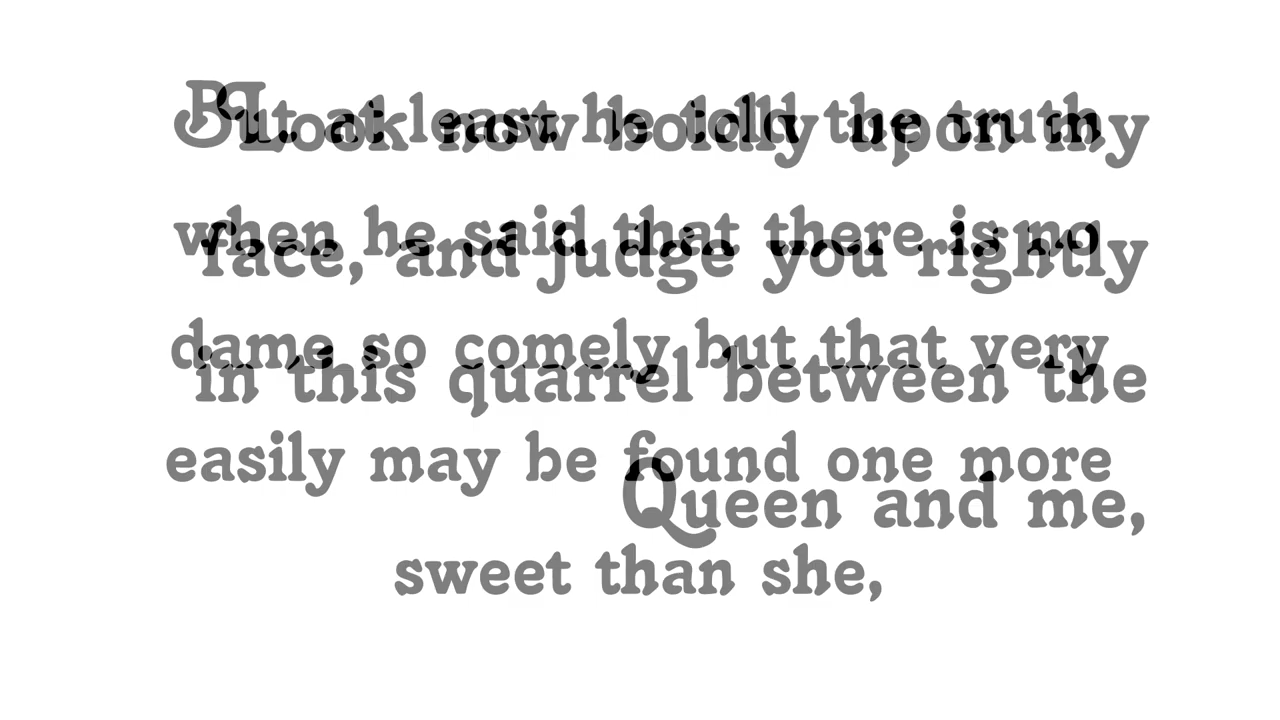 But at least he told the truth
when he said that there is no
dame so comely but that very
easily may be found one more
sweet than she,
Look now boldly upon my
face, and judge you rightly
in this quarrel between the
Queen and me,